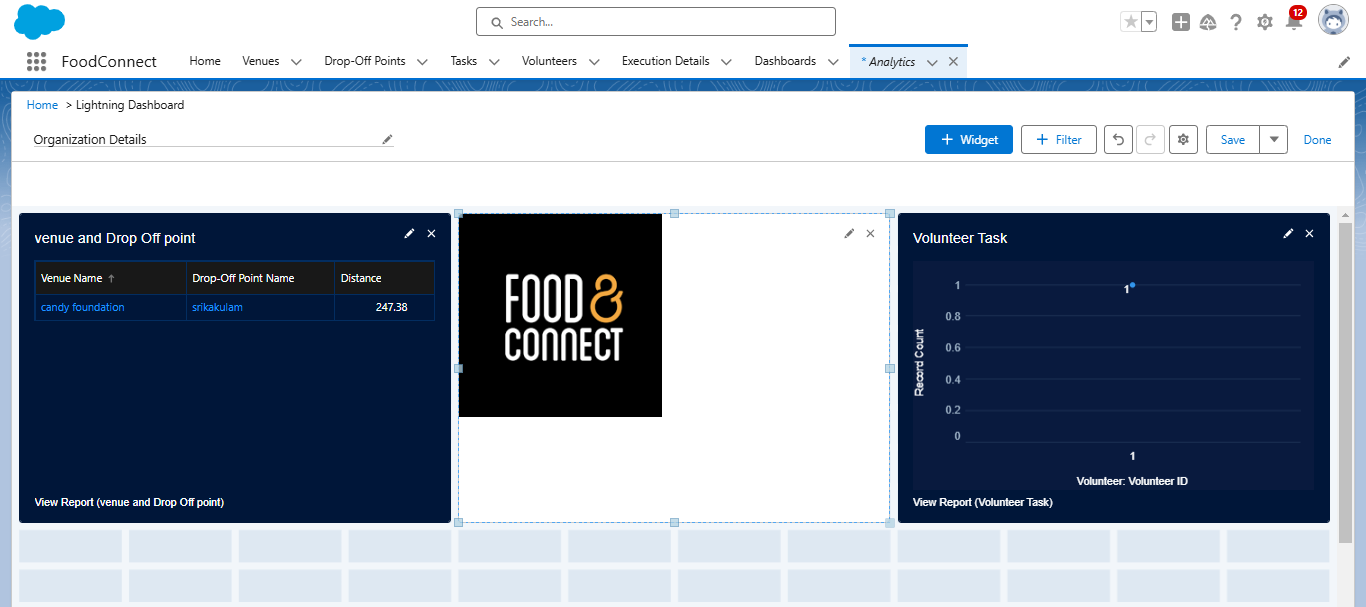 Search...
12
FoodConnect
Home
Venues
Drop-Off Points
Tasks
Volunteers
Execution Details
Dashboards
* Analytics
Home > Lightning Dashboard
Organization Details
+ Widget
+ Filter
Save
Done
venue and Drop Off point
Venue Name ↑ Drop-Off Point Name Distance
candy foundation srikakulam 247.38
View Report (venue and Drop Off point)
FOOD &
CONNECT
Volunteer Task
Record Count
1
0.8
0.6
0.4
0.2
0
1
1
Volunteer: Volunteer ID
View Report (Volunteer Task)